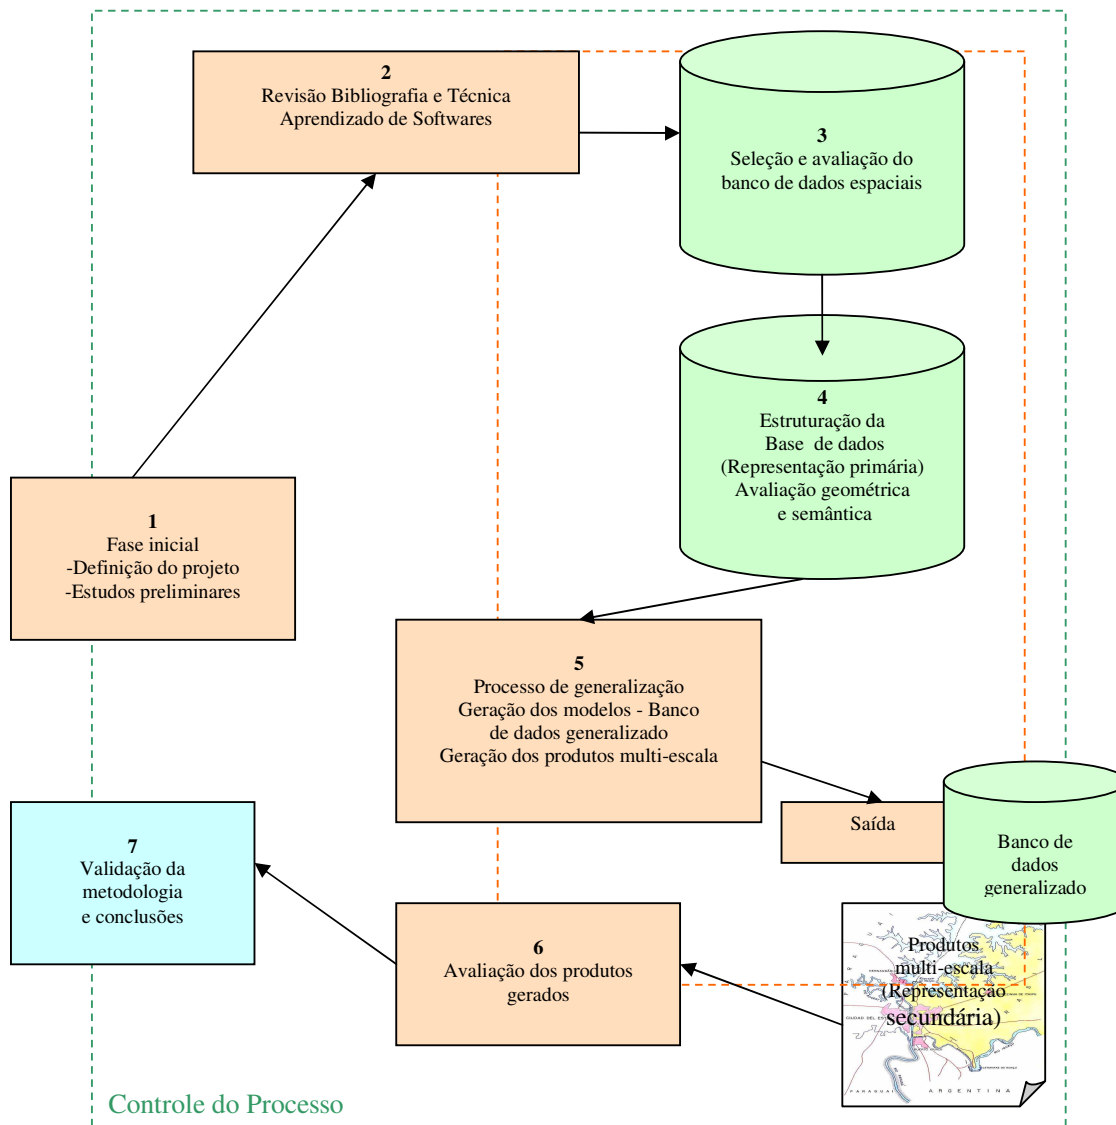 2
Revisão Bibliografia e Técnica
Aprendizado de Softwares
3
Seleção e avaliação do
banco de dados espaciais
4
Estruturação da
Base de dados
(Representação primária)
Avaliação geométrica
e semântica
1
Fase inicial
-Definição do projeto
-Estudos preliminares
5
Processo de generalização
Geração dos modelos - Banco
de dados generalizado
Geração dos produtos multi-escala
Saída
Banco de
dados
generalizado
7
Validação da
metodologia
e conclusões
6
Avaliação dos produtos
gerados
Produtos
multi-escala
(Representação
secundária)
PARAGUAI
ARGENTINA
Controle do Processo